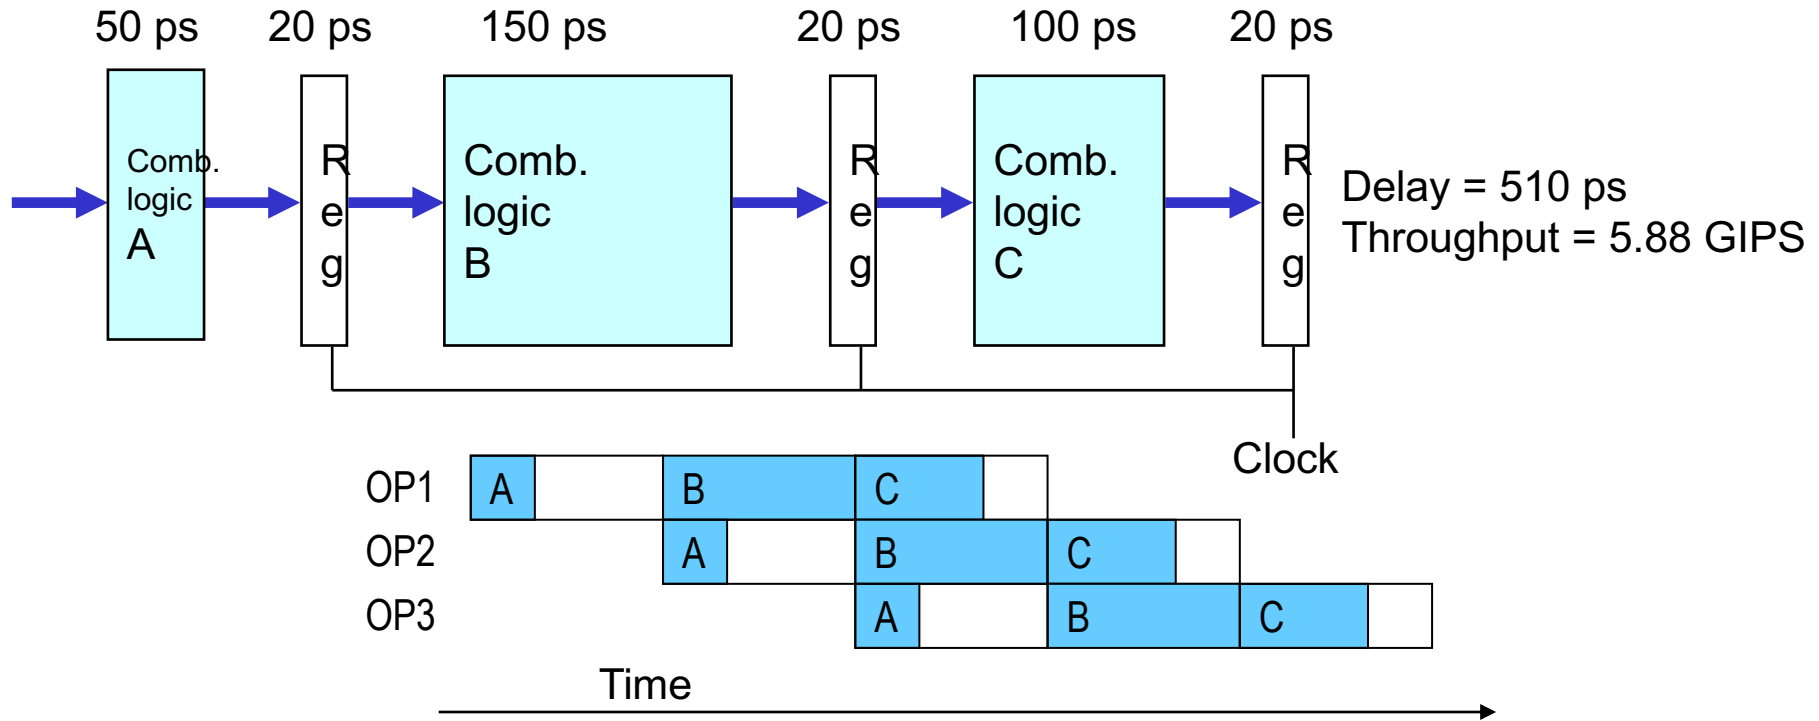 50 ps 20 ps 150 ps 20 ps 100 ps 20 ps
Comb.
logic
A
R
e
g
Comb.
logic
B
R
e
g
Comb.
logic
C
R
e
g
Delay = 510 ps
Throughput = 5.88 GIPS
Clock
OP1 A B C
OP2 A B C
OP3 A B C
Time